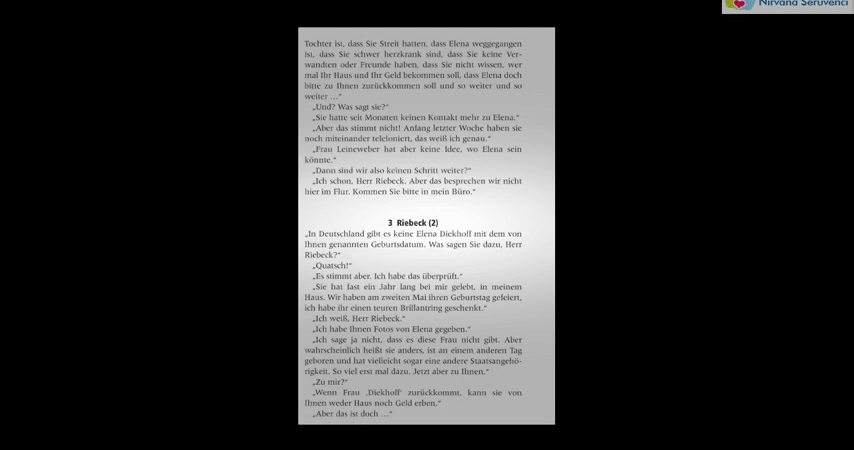 Nirvana Serüvenci
Tochter ist, dass Sie Streit hatten, dass Elena weggegangen
ist, dass Sie schwer herzkrank sind, dass Sie keine Ver-
wandten oder Freunde haben, dass Sie nicht wissen, wer
mal Ihr Haus und Ihr Geld bekommen soll, dass Elena doch
bitte zu Ihnen zurückkommen soll und so weiter und so
weiter …“
„Und? Was sagt sie?“
„Sie hatte seit Monaten keinen Kontakt mehr zu Elena.“
„Aber das stimmt nicht! Anfang letzter Woche haben sie
noch miteinander telefoniert, das weiß ich genau.“
„Frau Leineweber hat aber keine Idee, wo Elena sein
könnte.“
„Dann sind wir also keinen Schritt weiter?“
„Ich schon, Herr Riebeck. Aber das besprechen wir nicht
hier im Flur. Kommen Sie bitte in mein Büro.“
3 Riebeck (2)
„In Deutschland gibt es keine Elena Diekhoff mit dem von
Ihnen genannten Geburtsdatum. Was sagen Sie dazu, Herr
Riebeck?“
„Quatsch!“
„Es stimmt aber. Ich habe das überprüft.“
„Sie hat fast ein Jahr lang bei mir gelebt, in meinem
Haus. Wir haben am zweiten Mai ihren Geburtstag gefeiert,
ich habe ihr einen teuren Brillantring geschenkt.“
„Ich weiß, Herr Riebeck.“
„Ich habe Ihnen Fotos von Elena gegeben.“
„Ich sage ja nicht, dass es diese Frau nicht gibt. Aber
wahrscheinlich heißt sie anders, ist an einem anderen Tag
geboren und hat vielleicht sogar eine andere Staatsangehö-
rigkeit. So viel erst mal dazu. Jetzt aber zu Ihnen.“
„Zu mir?“
„Wenn Frau ‚Diekhoff‘ zurückkommt, kann sie von
Ihnen weder Haus noch Geld erben.“
„Aber das ist doch …“